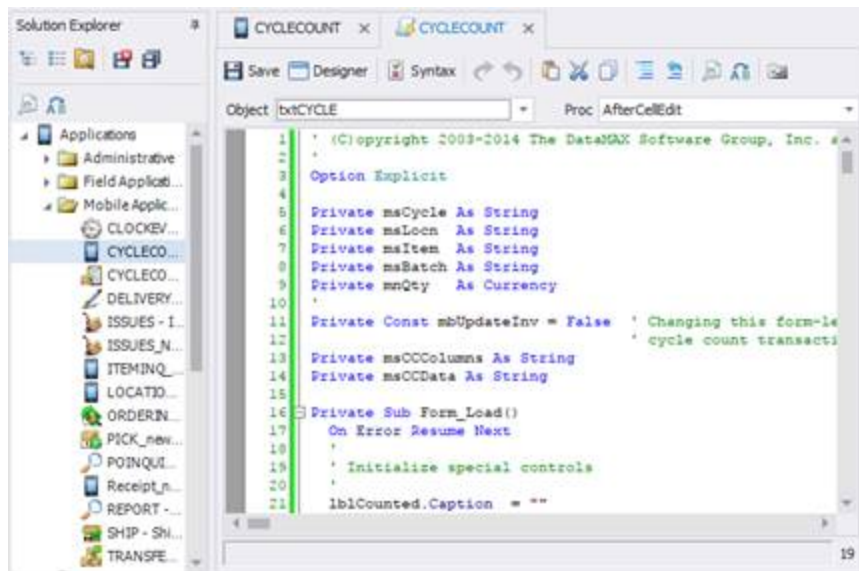 Solution Explorer
CYCLECOUNT
CYCLECOUNT
Save Designer Syntax
Object txtCYCLE Proc AfterCellEdit
Applications
Administrative
Field Applicati...
Mobile Applic...
CLOCKEV...
CYCLECO...
CYCLECO...
DELIVERY...
ISSUES - I...
ISSUES_N...
ITEMINQ_...
LOCATIO...
ORDERIN...
PICK_new...
POINQUI...
Receipt_n...
REPORT -...
SHIP - Shi...
TRANSFE...
1 ' (C)opyright 2003-2014 The DataMAX Software Group, Inc. a
2 '
3 Option Explicit
4
5 Private msCycle As String
6 Private msLocn As String
7 Private msItem As String
8 Private msBatch As String
9 Private mnQty As Currency
10 '
11 Private Const mbUpdateInv = False ' Changing this form-le
12 ' cycle count transacti
13 Private msCCColumns As String
14 Private msCCData As String
15
16 Private Sub Form_Load()
17 On Error Resume Next
18 '
19 ' Initialize special controls
20 '
21 lblCounted.Caption = ""
19